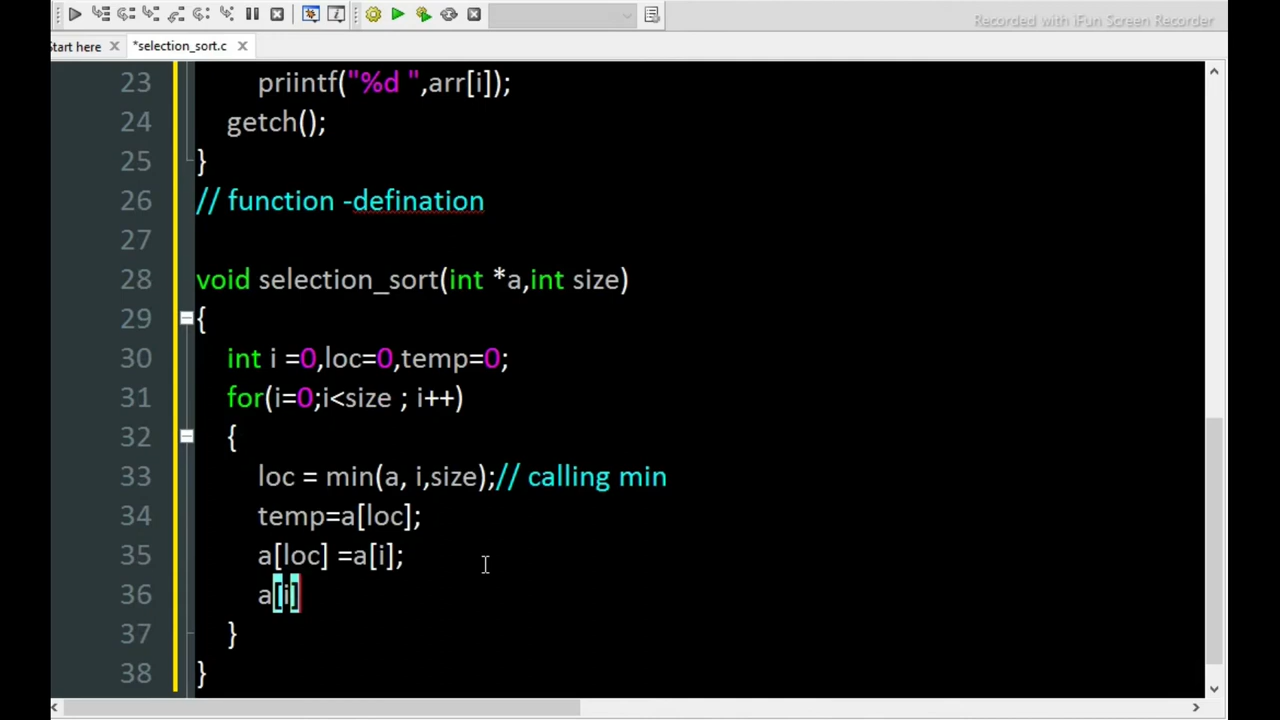 Recorded with iFun Screen Recorder
Start here
*selection_sort.c
23 priintf("%d ",arr[i]);
24 getch();
25 }
26 // function -defination
27
28 void selection_sort(int *a,int size)
29 {
30 int i =0,loc=0,temp=0;
31 for(i=0;i<size ; i++)
32 {
33 loc = min(a, i,size);// calling min
34 temp=a[loc];
35 a[loc] =a[i];
36 a[i]
37 }
38 }